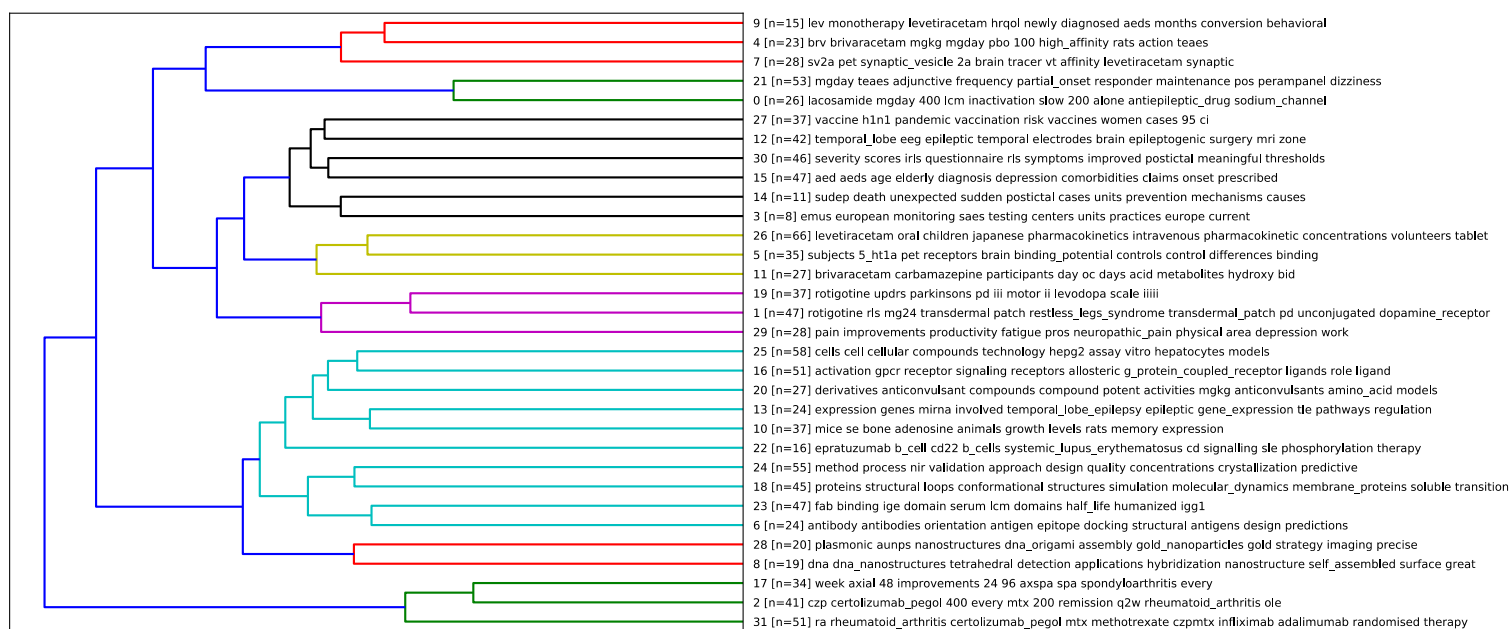 9 [n=15] lev monotherapy levetiracetam hrqol newly diagnosed aeds months conversion behavioral
4 [n=23] brv brivaracetam mgkg mgday pbo 100 high_affinity rats action teaes
7 [n=28] sv2a pet synaptic_vesicle 2a brain tracer vt affinity levetiracetam synaptic
21 [n=53] mgday teaes adjunctive frequency partial_onset responder maintenance pos perampanel dizziness
0 [n=26] lacosamide mgday 400 lcm inactivation slow 200 alone antiepileptic_drug sodium_channel
27 [n=37] vaccine h1n1 pandemic vaccination risk vaccines women cases 95 ci
12 [n=42] temporal_lobe eeg epileptic temporal electrodes brain epileptogenic surgery mri zone
30 [n=46] severity scores irls questionnaire rls symptoms improved postictal meaningful thresholds
15 [n=47] aed aeds age elderly diagnosis depression comorbidities claims onset prescribed
14 [n=11] sudep death unexpected sudden postictal cases units prevention mechanisms causes
3 [n=8] emus european monitoring saes testing centers units practices europe current
26 [n=66] levetiracetam oral children japanese pharmacokinetics intravenous pharmacokinetic concentrations volunteers tablet
5 [n=35] subjects 5_ht1a pet receptors brain binding_potential controls control differences binding
11 [n=27] brivaracetam carbamazepine participants day oc days acid metabolites hydroxy bid
19 [n=37] rotigotine updrs parkinsons pd iii motor ii levodopa scale iiiii
1 [n=47] rotigotine rls mg24 transdermal patch restless_legs_syndrome transdermal_patch pd unconjugated dopamine_receptor
29 [n=28] pain improvements productivity fatigue pros neuropathic_pain physical area depression work
25 [n=58] cells cell cellular compounds technology hepg2 assay vitro hepatocytes models
16 [n=51] activation gpcr receptor signaling receptors allosteric g_protein_coupled_receptor ligands role ligand
20 [n=27] derivatives anticonvulsant compounds compound potent activities mgkg anticonvulsants amino_acid models
13 [n=24] expression genes mirna involved temporal_lobe_epilepsy epileptic gene_expression tle pathways regulation
10 [n=37] mice se bone adenosine animals growth levels rats memory expression
22 [n=16] epratuzumab b_cell cd22 b_cells systemic_lupus_erythematosus cd signalling sle phosphorylation therapy
24 [n=55] method process nir validation approach design quality concentrations crystallization predictive
18 [n=45] proteins structural loops conformational structures simulation molecular_dynamics membrane_proteins soluble transition
23 [n=47] fab binding ige domain serum lcm domains half_life humanized igg1
6 [n=24] antibody antibodies orientation antigen epitope docking structural antigens design predictions
28 [n=20] plasmonic aunps nanostructures dna_origami assembly gold_nanoparticles gold strategy imaging precise
8 [n=19] dna dna_nanostructures tetrahedral detection applications hybridization nanostructure self_assembled surface great
17 [n=34] week axial 48 improvements 24 96 axspa spa spondyloarthritis every
2 [n=41] czp certolizumab_pegol 400 every mtx 200 remission q2w rheumatoid_arthritis ole
31 [n=51] ra rheumatoid_arthritis certolizumab_pegol mtx methotrexate czpmtx infliximab adalimumab randomised therapy